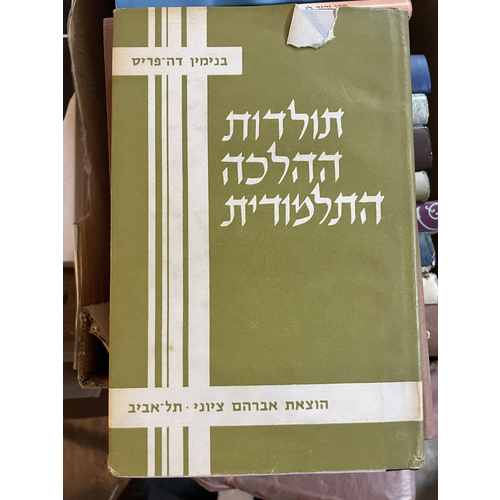 בנימין דה־פריס
תולדות
ההלכה
התלמודית
הוצאת אברהם ציוני · תל־אביב